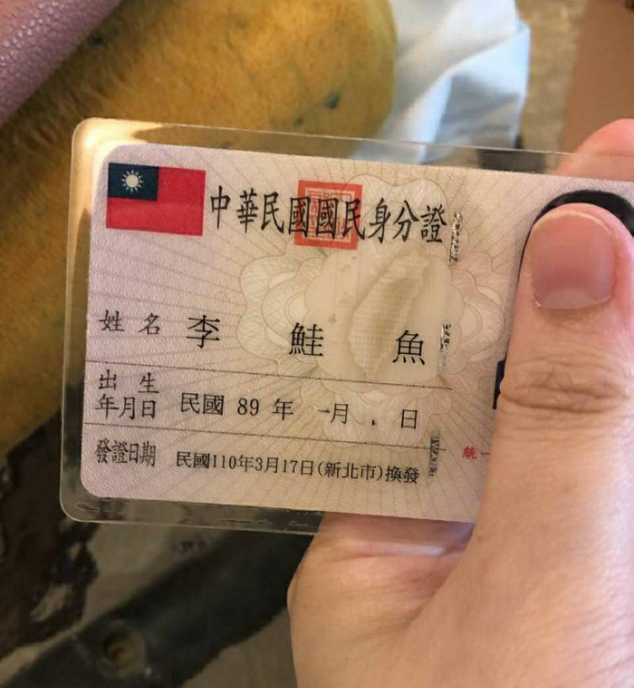 中華民國國民身分證
姓名 李 鮭 魚
出生
年月日 民國 89 年 月 日
發證日期 民國110年3月17日(新北市)換發
統一